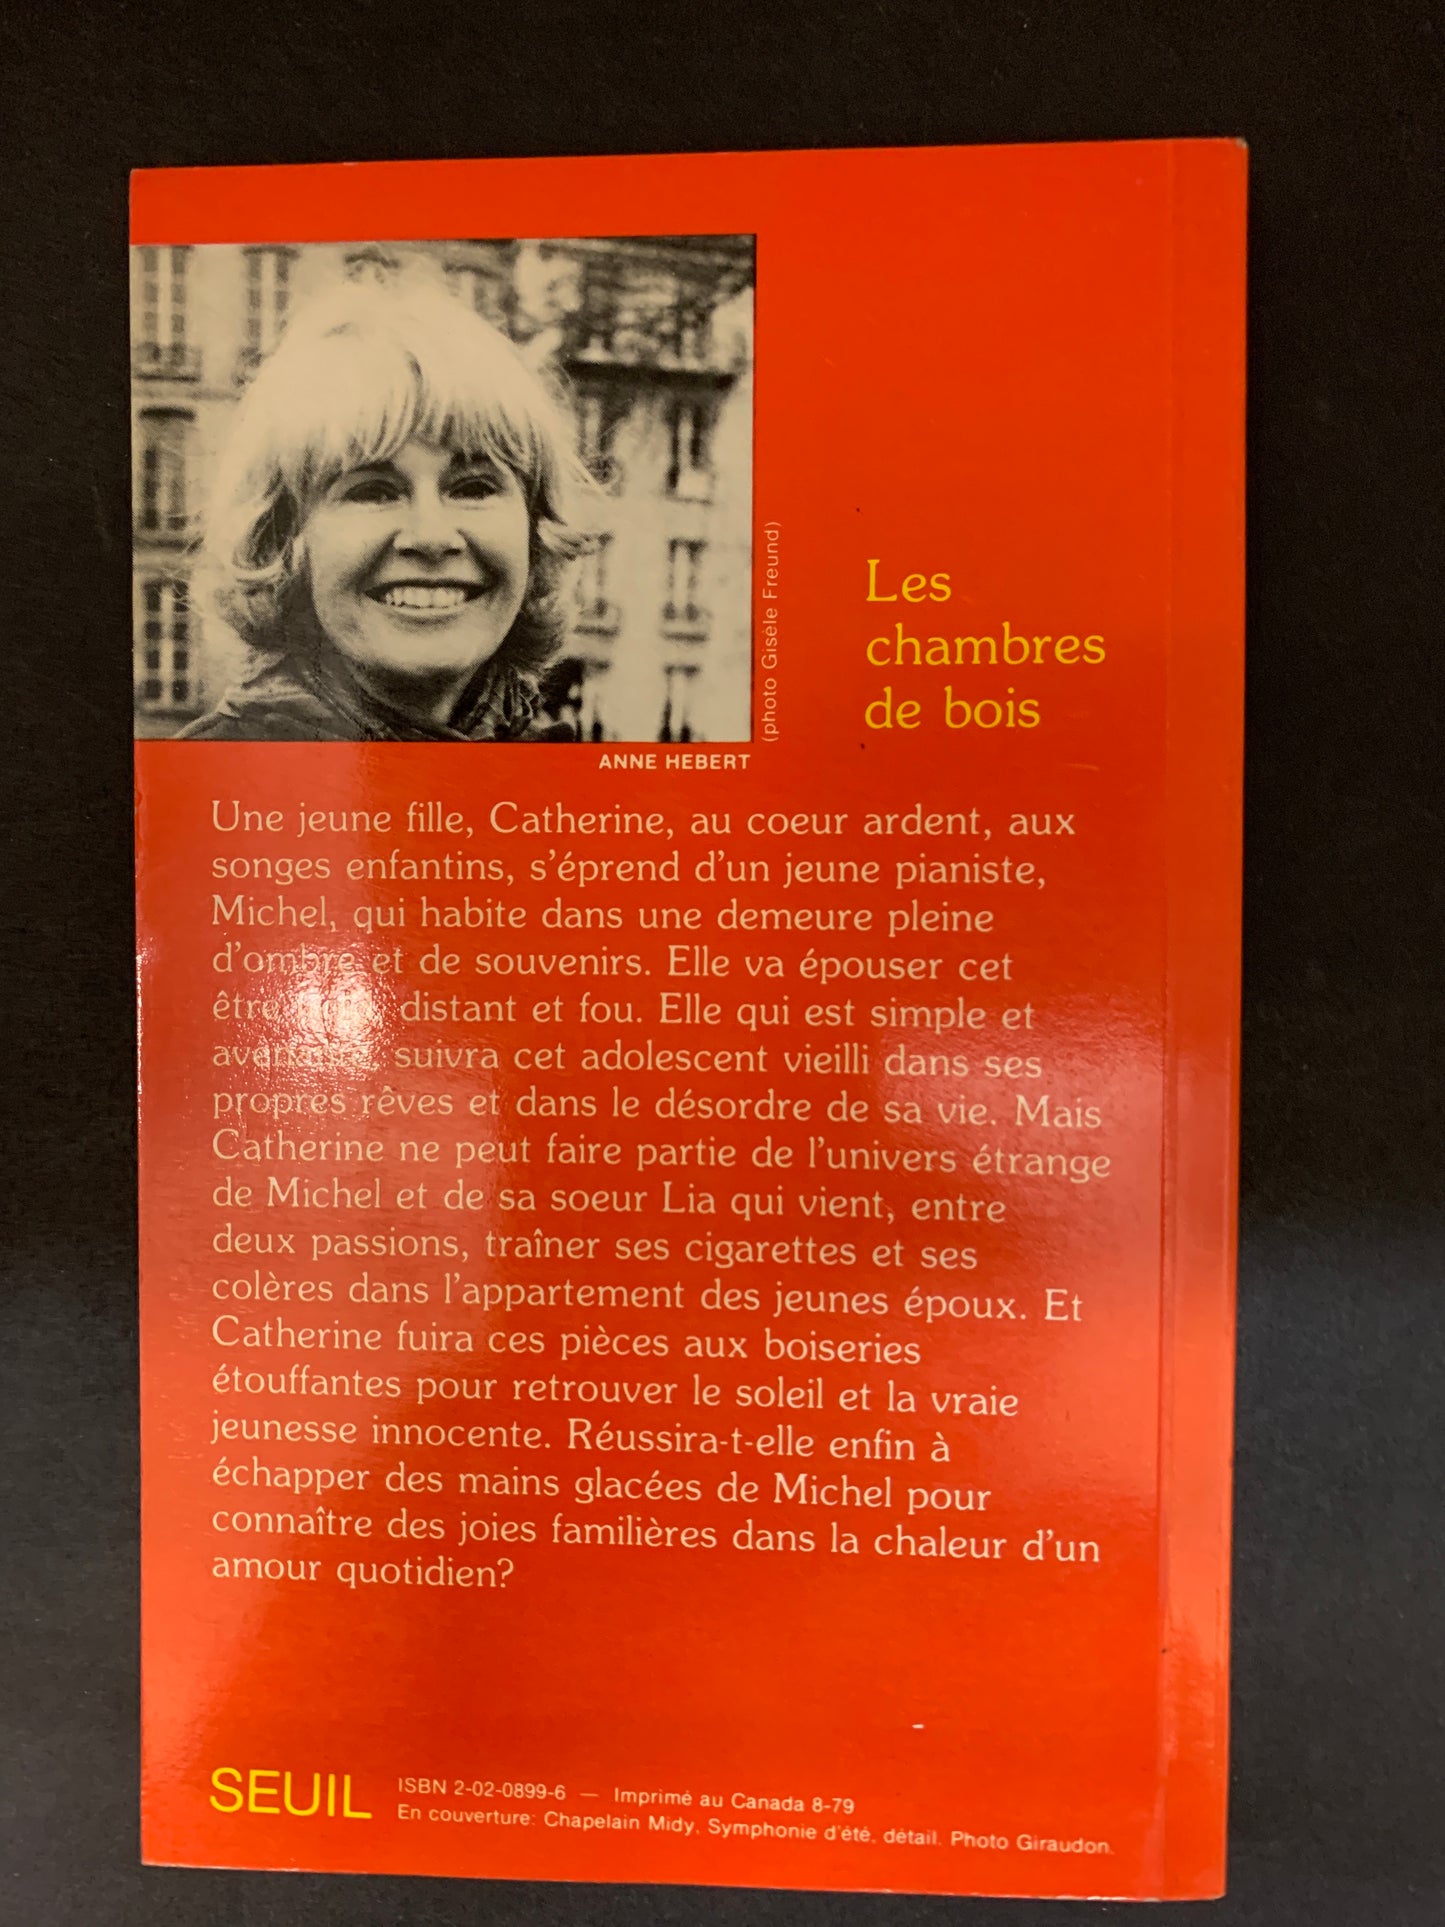 (photo Gisèle Freund)
Les
chambres
de bois
ANNE HEBERT
Une jeune fille, Catherine, au coeur ardent, aux
songes enfantins, s'éprend d'un jeune pianiste,
Michel, qui habite dans une demeure pleine
d'ombre et de souvenirs. Elle va épouser cet
être distant et fou. Elle qui est simple et
suivra cet adolescent vieilli dans ses
propres rêves et dans le désordre de sa vie. Mais
Catherine ne peut faire partie de l'univers étrange
de Michel et de sa soeur Lia qui vient, entre
deux passions, traîner ses cigarettes et ses
colères dans l'appartement des jeunes époux. Et
Catherine fuira ces pièces aux boiseries
étouffantes pour retrouver le soleil et la vraie
jeunesse innocente. Réussira-t-elle enfin à
échapper des mains glacées de Michel pour
connaître des joies familières dans la chaleur d'un
amour quotidien?
SEUIL
ISBN 2-02-0899-6 — Imprimé au Canada 8-79
En couverture: Chapelain Midy, Symphonie d'été, détail. Photo Giraudon.